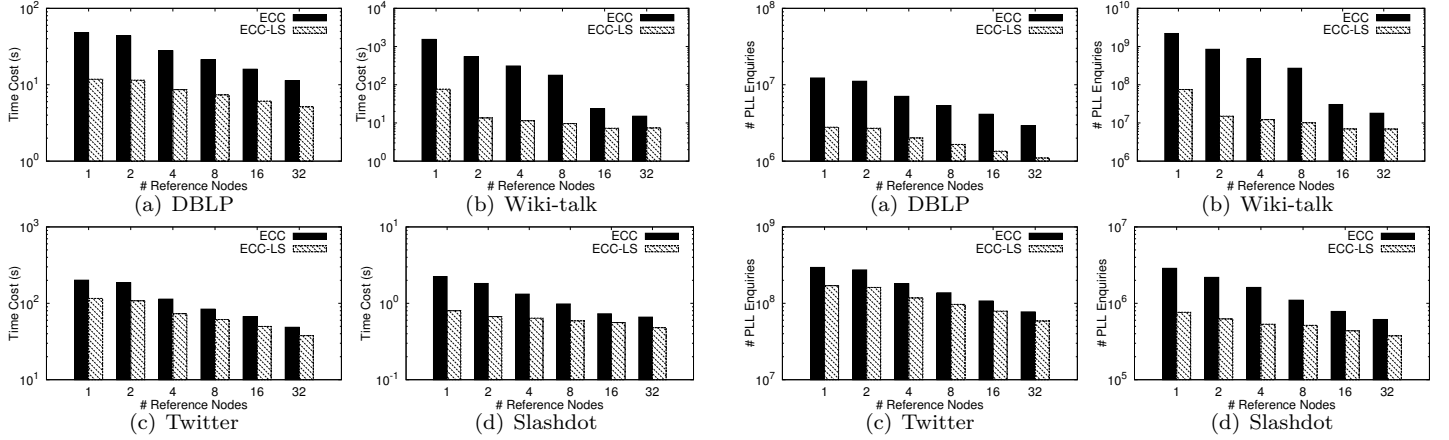 10^2
10^1
10^0
Time Cost (s)
ECC
ECC-LS
1 2 4 8 16 32
# Reference Nodes
(a) DBLP
10^4
10^3
10^2
10^1
10^0
Time Cost (s)
ECC
ECC-LS
1 2 4 8 16 32
# Reference Nodes
(b) Wiki-talk
10^8
10^7
10^6
# PLL Enquiries
ECC
ECC-LS
1 2 4 8 16 32
# Reference Nodes
(a) DBLP
10^10
10^9
10^8
10^7
10^6
# PLL Enquiries
ECC
ECC-LS
1 2 4 8 16 32
# Reference Nodes
(b) Wiki-talk
10^3
10^2
10^1
Time Cost (s)
ECC
ECC-LS
1 2 4 8 16 32
# Reference Nodes
(c) Twitter
10^1
10^0
10^-1
Time Cost (s)
ECC
ECC-LS
1 2 4 8 16 32
# Reference Nodes
(d) Slashdot
10^9
10^8
10^7
# PLL Enquiries
ECC
ECC-LS
1 2 4 8 16 32
# Reference Nodes
(c) Twitter
10^7
10^6
10^5
# PLL Enquiries
ECC
ECC-LS
1 2 4 8 16 32
# Reference Nodes
(d) Slashdot